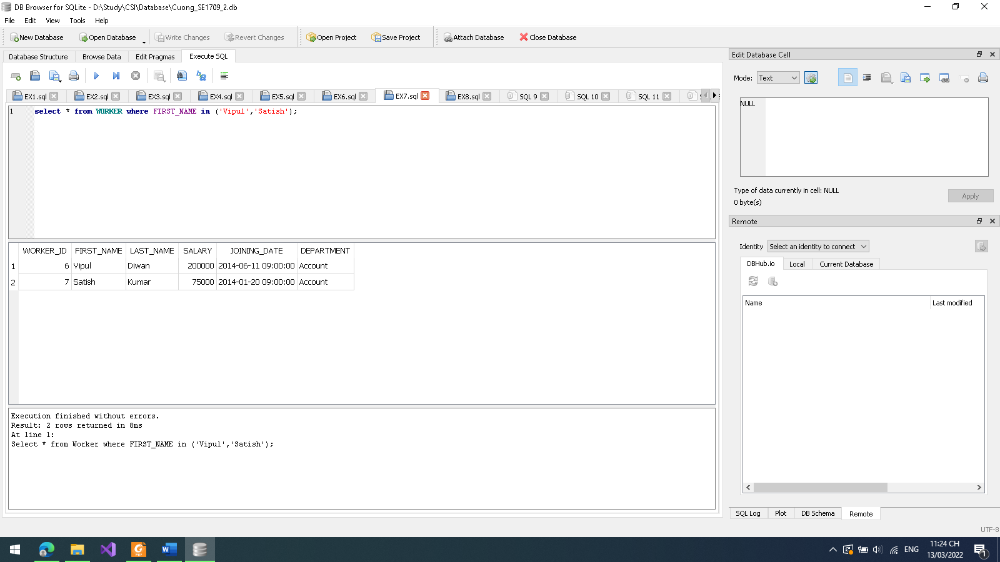 DB Browser for SQLite - D:\Study\CSI\Database\Cuong_SE1709_2.db
File Edit View Tools Help
New Database Open Database Write Changes Revert Changes Open Project Save Project Attach Database Close Database
Database Structure Browse Data Edit Pragmas Execute SQL
EX1.sql EX2.sql EX3.sql EX4.sql EX5.sql EX6.sql EX7.sql EX8.sql SQL 9 SQL 10 SQL 11
1 select * from WORKER where FIRST_NAME in ('Vipul','Satish');
WORKER_ID FIRST_NAME LAST_NAME SALARY JOINING_DATE DEPARTMENT
1 6 Vipul Diwan 200000 2014-06-11 09:00:00 Account
2 7 Satish Kumar 75000 2014-01-20 09:00:00 Account
Execution finished without errors.
Result: 2 rows returned in 8ms
At line 1:
Select * from Worker where FIRST_NAME in ('Vipul','Satish');
Edit Database Cell
Mode: Text
NULL
Type of data currently in cell: NULL
0 byte(s)
Apply
Remote
Identity Select an identity to connect
DBHub.io Local Current Database
Name Last modified
SQL Log Plot DB Schema Remote
UTF-8
ENG
11:24 CH
13/03/2022
1